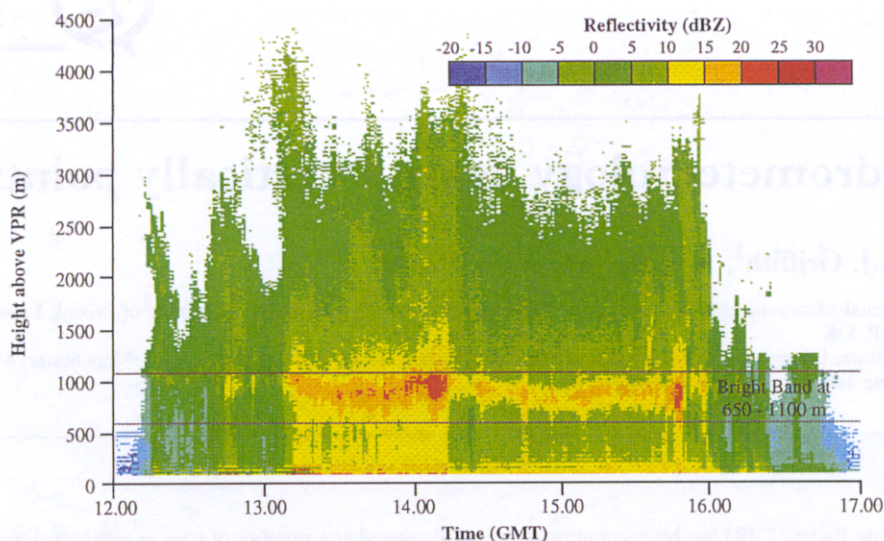 Reflectivity (dBZ)
-20 -15 -10 -5 0 5 10 15 20 25 30
4500
4000
3500
3000
2500
2000
1500
1000
500
0
Height above VPR (m)
Bright Band at
650 - 1100 m
12.00 13.00 14.00 15.00 16.00 17.00
Time (GMT)